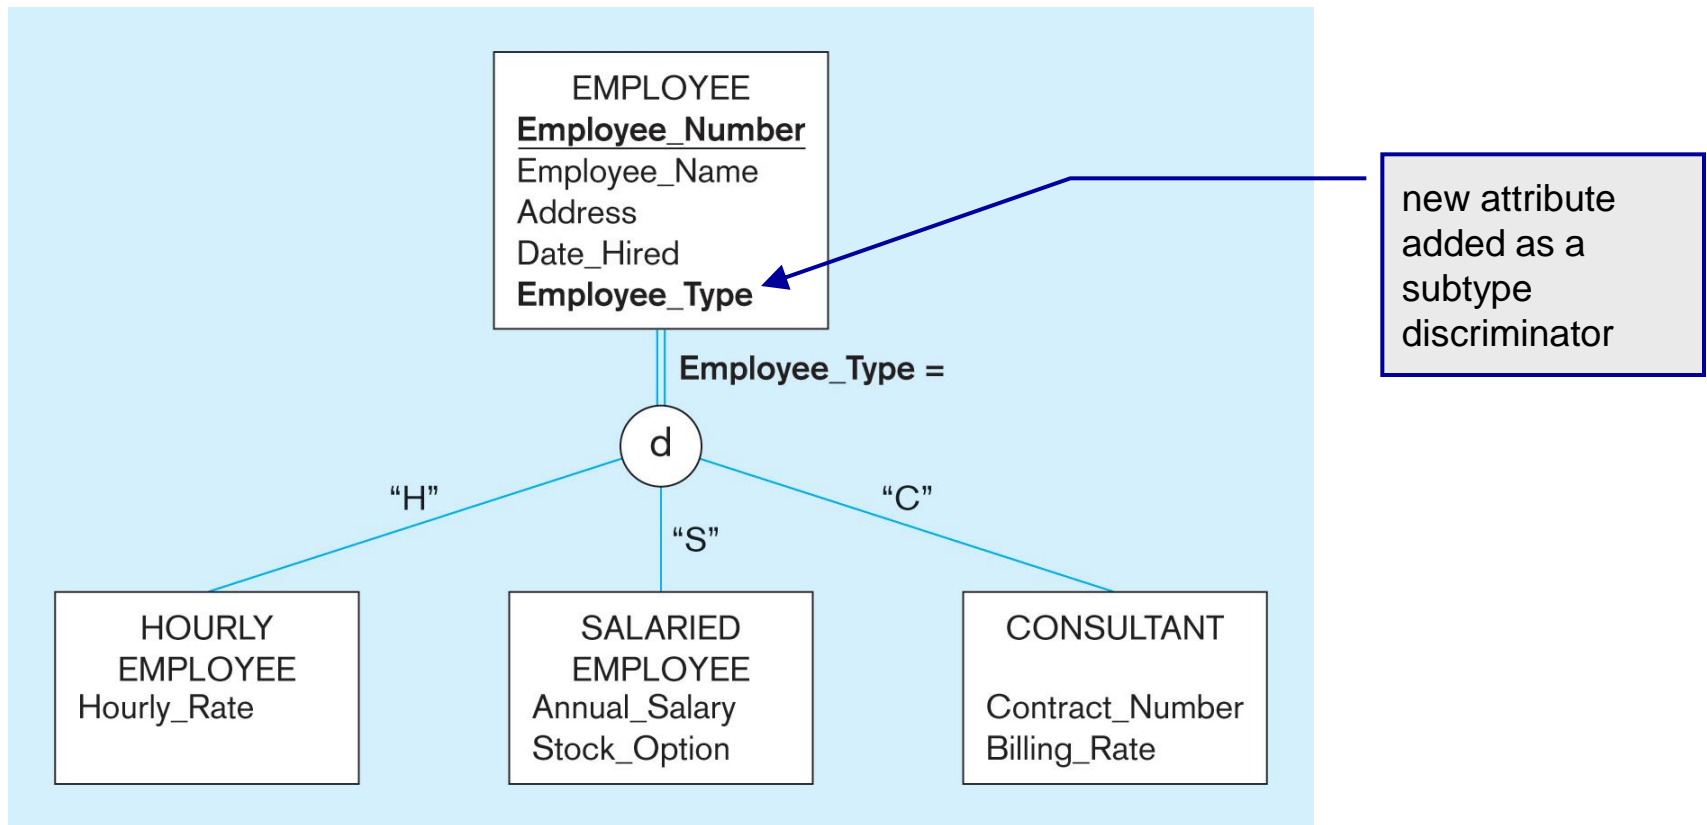 EMPLOYEE
Employee_Number
Employee_Name
Address
Date_Hired
Employee_Type
new attribute
added as a
subtype
discriminator
Employee_Type =
d
“H”
“S”
“C”
HOURLY
EMPLOYEE
Hourly_Rate
SALARIED
EMPLOYEE
Annual_Salary
Stock_Option
CONSULTANT
Contract_Number
Billing_Rate